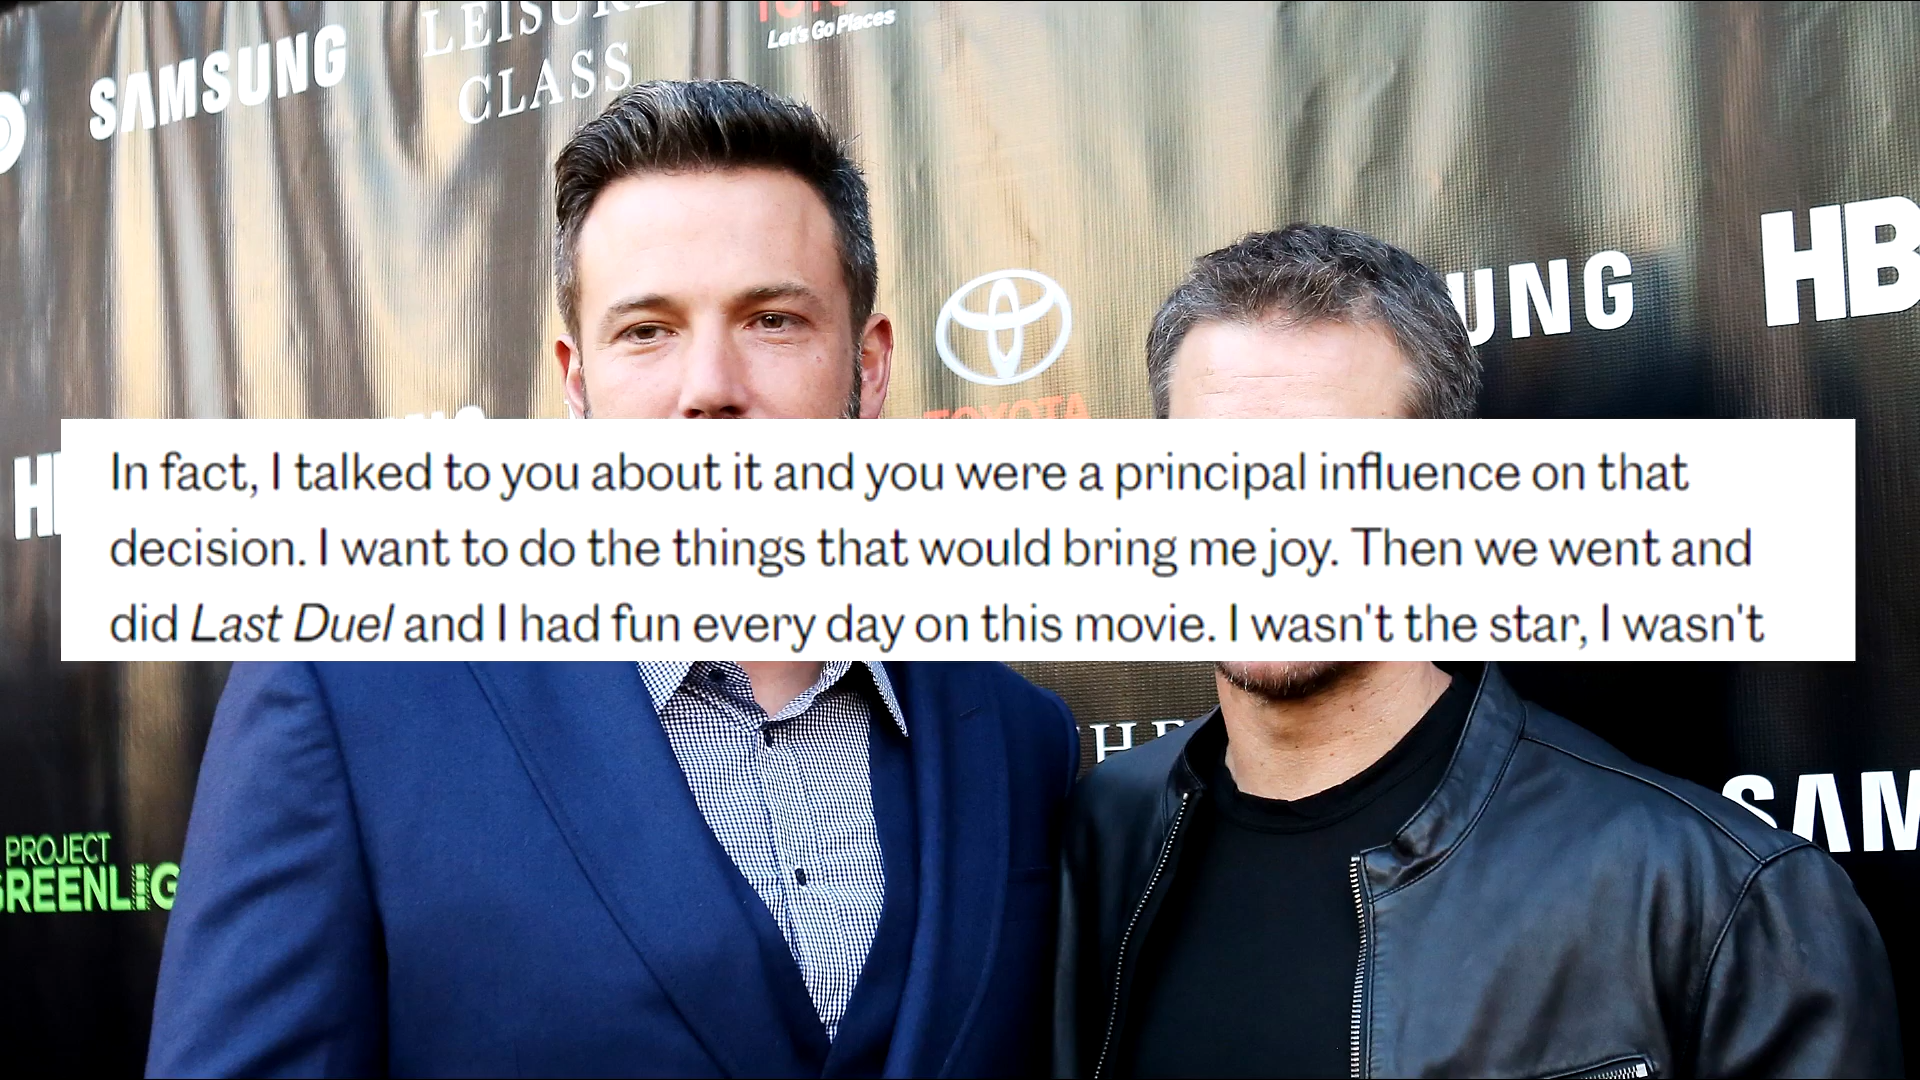 LEISURE
CLASS
Let's Go Places
SAMSUNG
HB
UNG
TOYOTA
In fact, I talked to you about it and you were a principal influence on that
decision. I want to do the things that would bring me joy. Then we went and
did Last Duel and I had fun every day on this movie. I wasn't the star, I wasn't
H
HE
SAM
PROJECT
GREENLIG